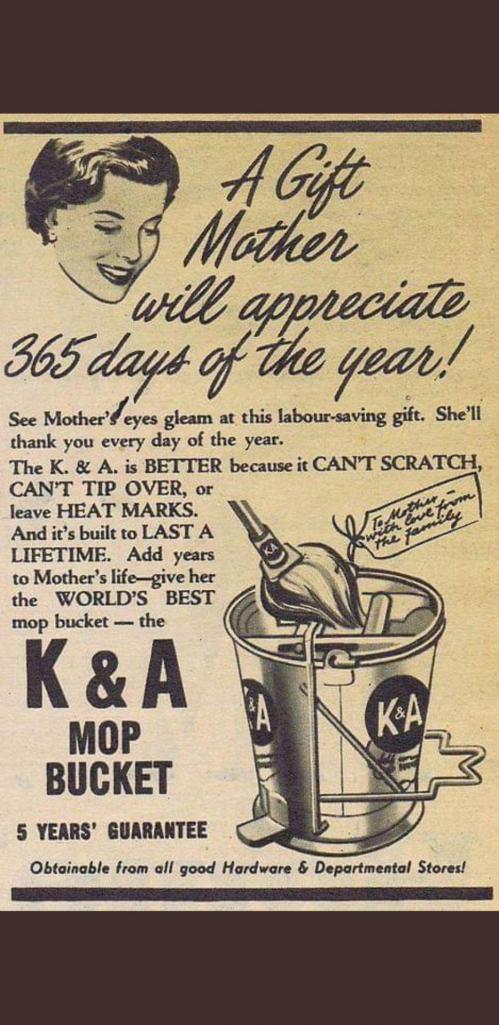 A Gift
Mother
will appreciate
365 days of the year!
See Mother's eyes gleam at this labour-saving gift. She'll
thank you every day of the year.
The K. & A. is BETTER because it CAN'T SCRATCH,
CAN'T TIP OVER, or
leave HEAT MARKS.
And it's built to LAST A
LIFETIME. Add years
to Mother's life—give her
the WORLD'S BEST
mop bucket — the
To Mother
with love from
the family
K&A
K & A
MOP
BUCKET
K&A
K&A
5 YEARS' GUARANTEE
Obtainable from all good Hardware & Departmental Stores!